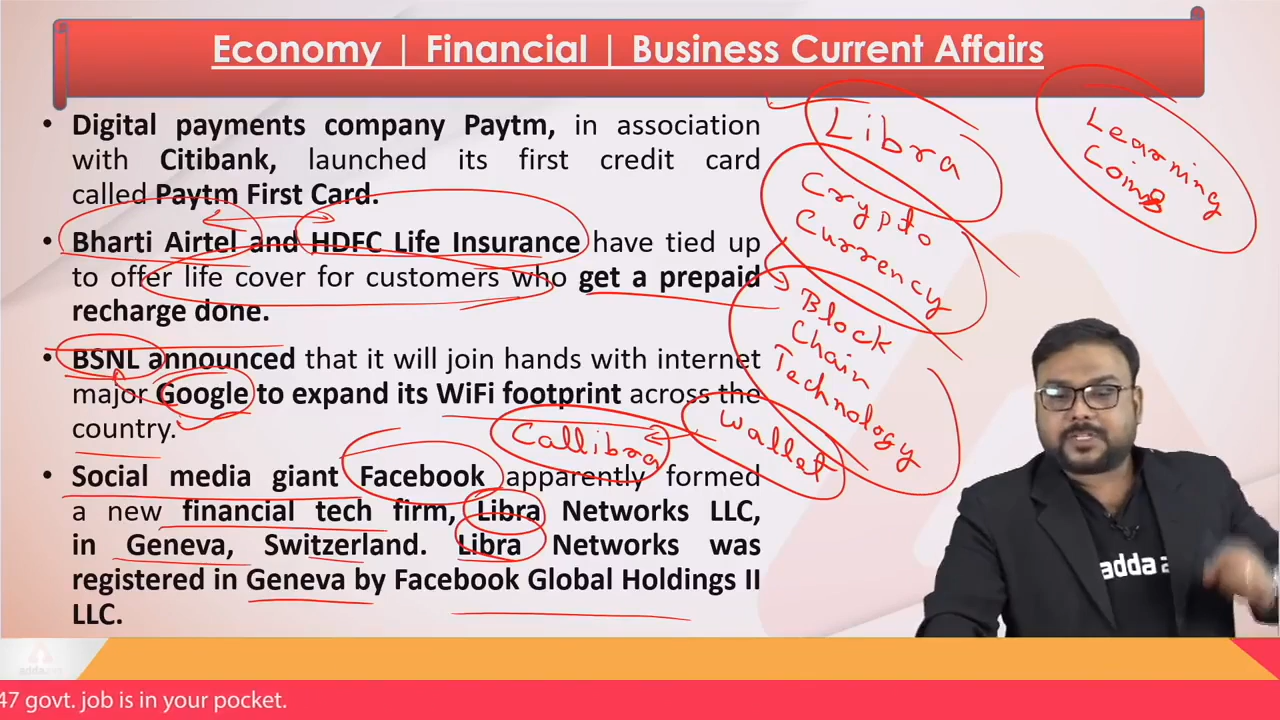 Economy | Financial | Business Current Affairs
• Digital payments company Paytm, in association
with Citibank, launched its first credit card
called Paytm First Card.
• Bharti Airtel and HDFC Life Insurance have tied up
to offer life cover for customers who get a prepaid
recharge done.
• BSNL announced that it will join hands with internet
major Google to expand its WiFi footprint across the
country.
• Social media giant Facebook apparently formed
a new financial tech firm, Libra Networks LLC,
in Geneva, Switzerland. Libra Networks was
registered in Geneva by Facebook Global Holdings II
LLC.
Libra
Crypto
Currency
Block
Chain
Technology
Wallet
Callibra
Learning
Coins
adda
47 govt. job is in your pocket.